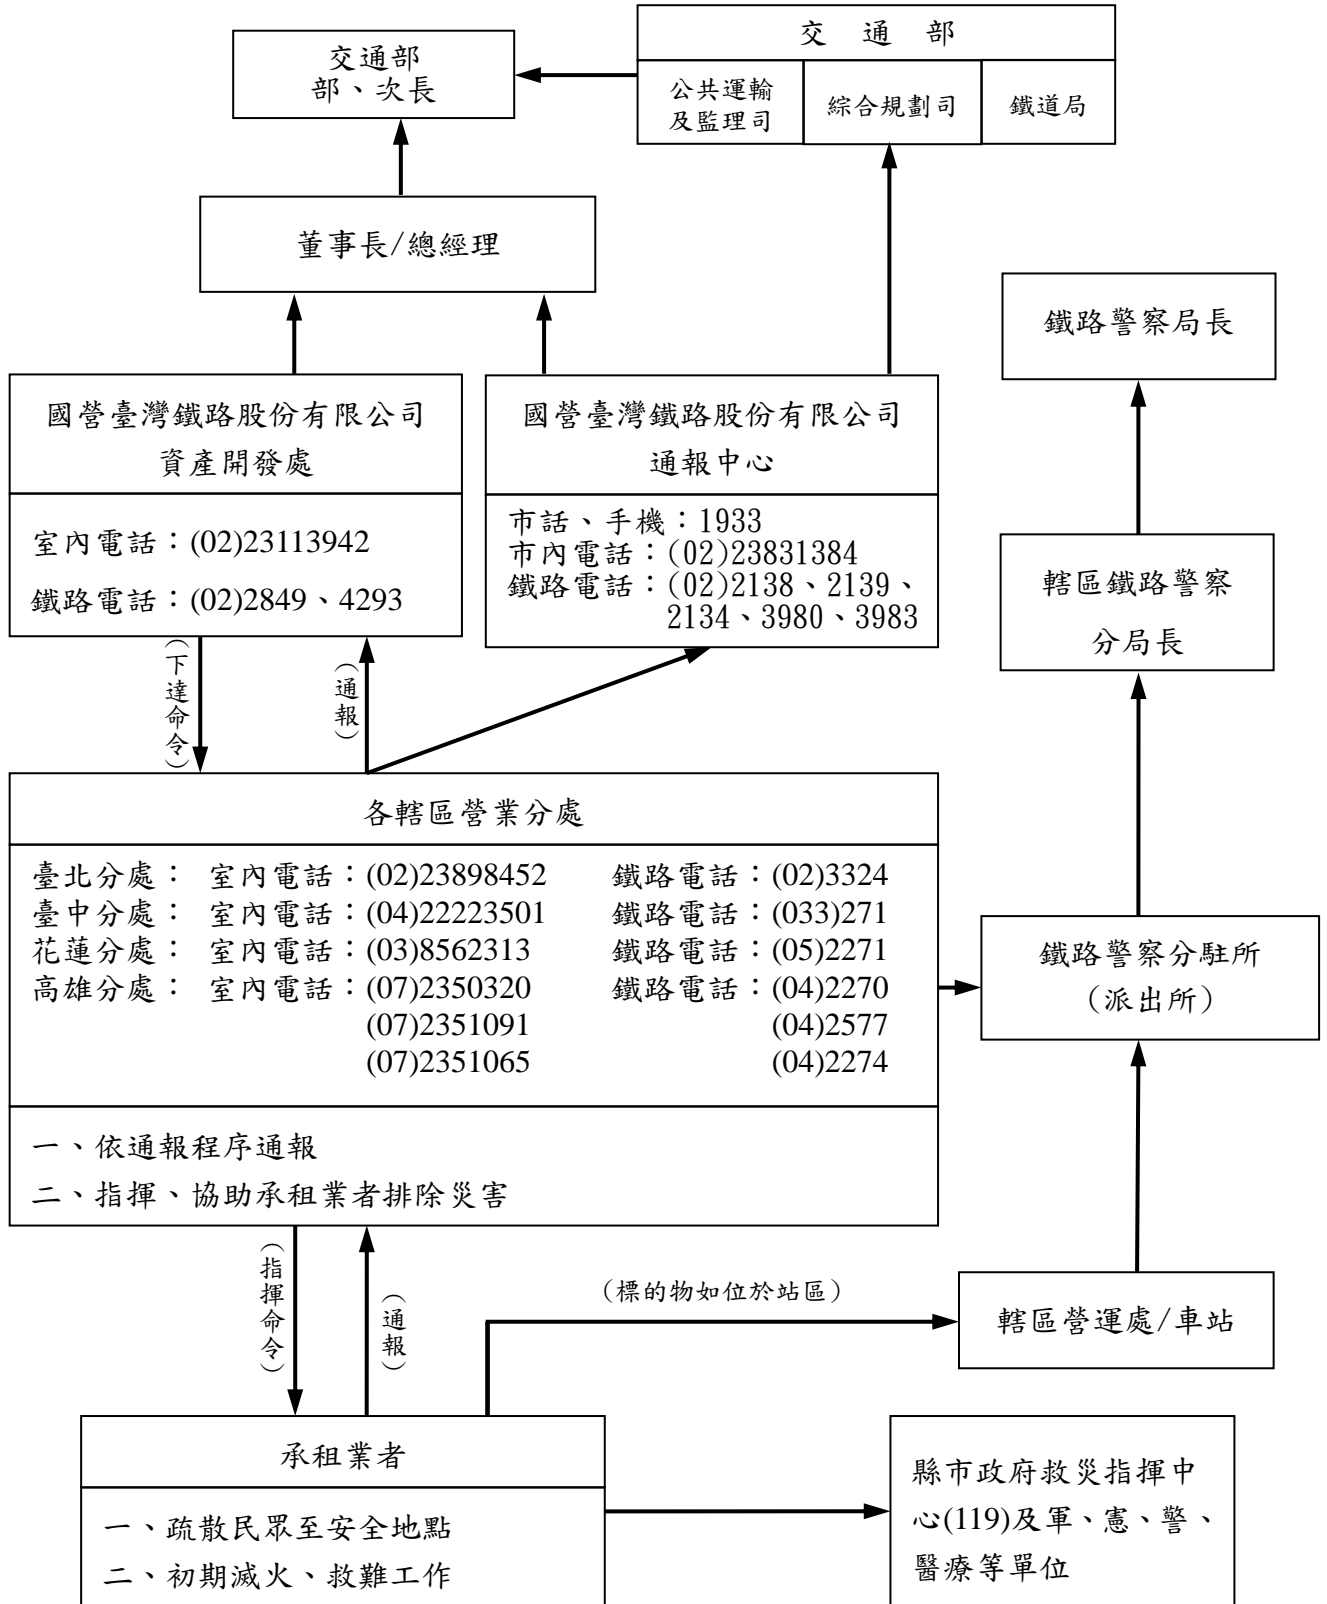 交通部
部、次長
交 通 部
公共運輸
及監理司
綜合規劃司
鐵道局
董事長/總經理
鐵路警察局長
國營臺灣鐵路股份有限公司
資產開發處
室內電話：(02)23113942
鐵路電話：(02)2849、4293
國營臺灣鐵路股份有限公司
通報中心
市話、手機：1933
市內電話：(02)23831384
鐵路電話：(02)2138、2139、
2134、3980、3983
轄區鐵路警察
分局長
（下達命令）
（通報）
各轄區營業分處
臺北分處： 室內電話：(02)23898452 鐵路電話：(02)3324
臺中分處： 室內電話：(04)22223501 鐵路電話：(033)271
花蓮分處： 室內電話：(03)8562313 鐵路電話：(05)2271
高雄分處： 室內電話：(07)2350320 鐵路電話：(04)2270
(07)2351091 (04)2577
(07)2351065 (04)2274
一、依通報程序通報
二、指揮、協助承租業者排除災害
鐵路警察分駐所
（派出所）
（指揮命令）
（通報）
（標的物如位於站區）
轄區營運處/車站
承租業者
一、疏散民眾至安全地點
二、初期滅火、救難工作
縣市政府救災指揮中
心(119)及軍、憲、警、
醫療等單位